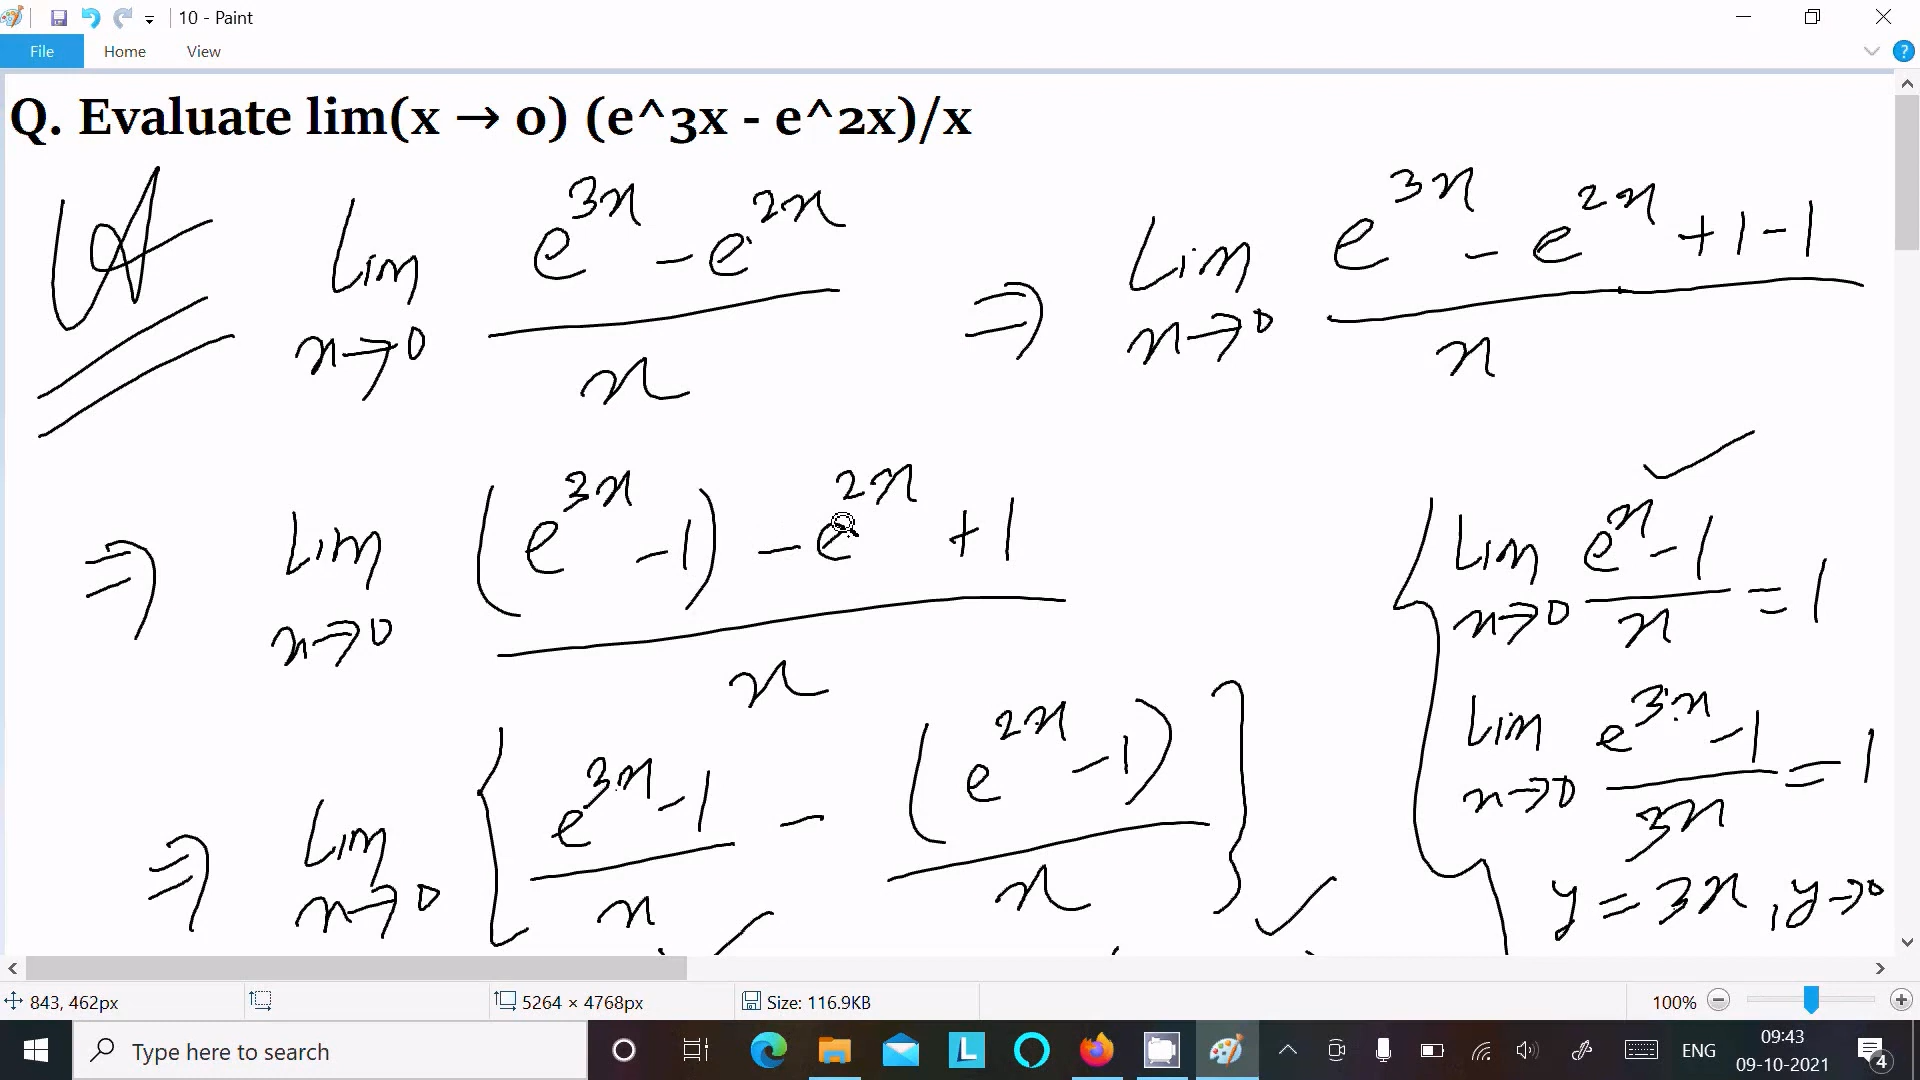 10 - Paint
File Home View
Q. Evaluate lim(x → 0) (e^3x - e^2x)/x
Lim x→0 (e^3x - e^2x)/x ⇒ Lim x→0 (e^3x - e^2x + 1 - 1)/x
⇒ Lim x→0 ((e^3x - 1) - e^2x + 1)/x
Lim x→0 (e^x - 1)/x = 1
Lim x→0 (e^3x - 1)/3x = 1
⇒ Lim x→0 { (e^3x - 1)/x - (e^2x - 1)/x }
y = 3x, y→0
843, 462px 5264 × 4768px Size: 116.9KB 100%
Type here to search L ENG 09:43
09-10-2021 4